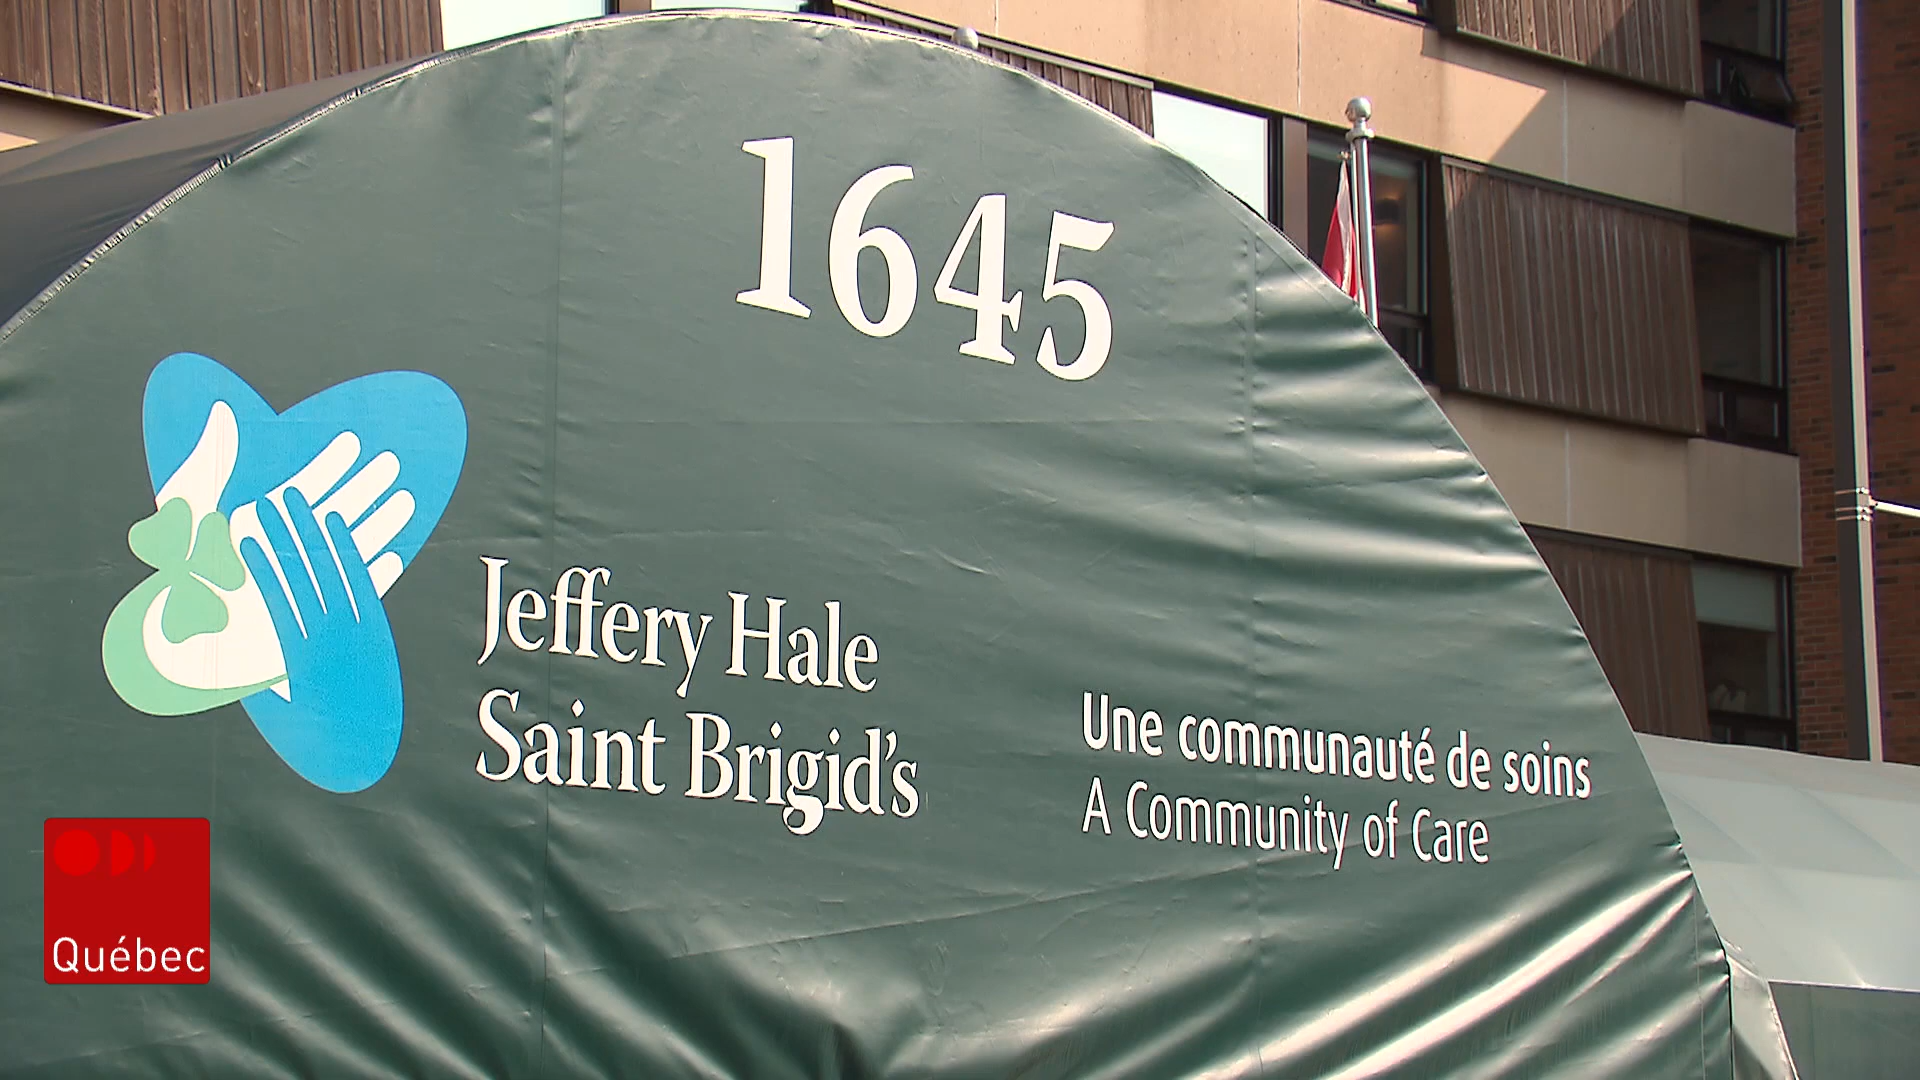 1645
Jeffery Hale
Saint Brigid's
Une communauté de soins
A Community of Care
Québec